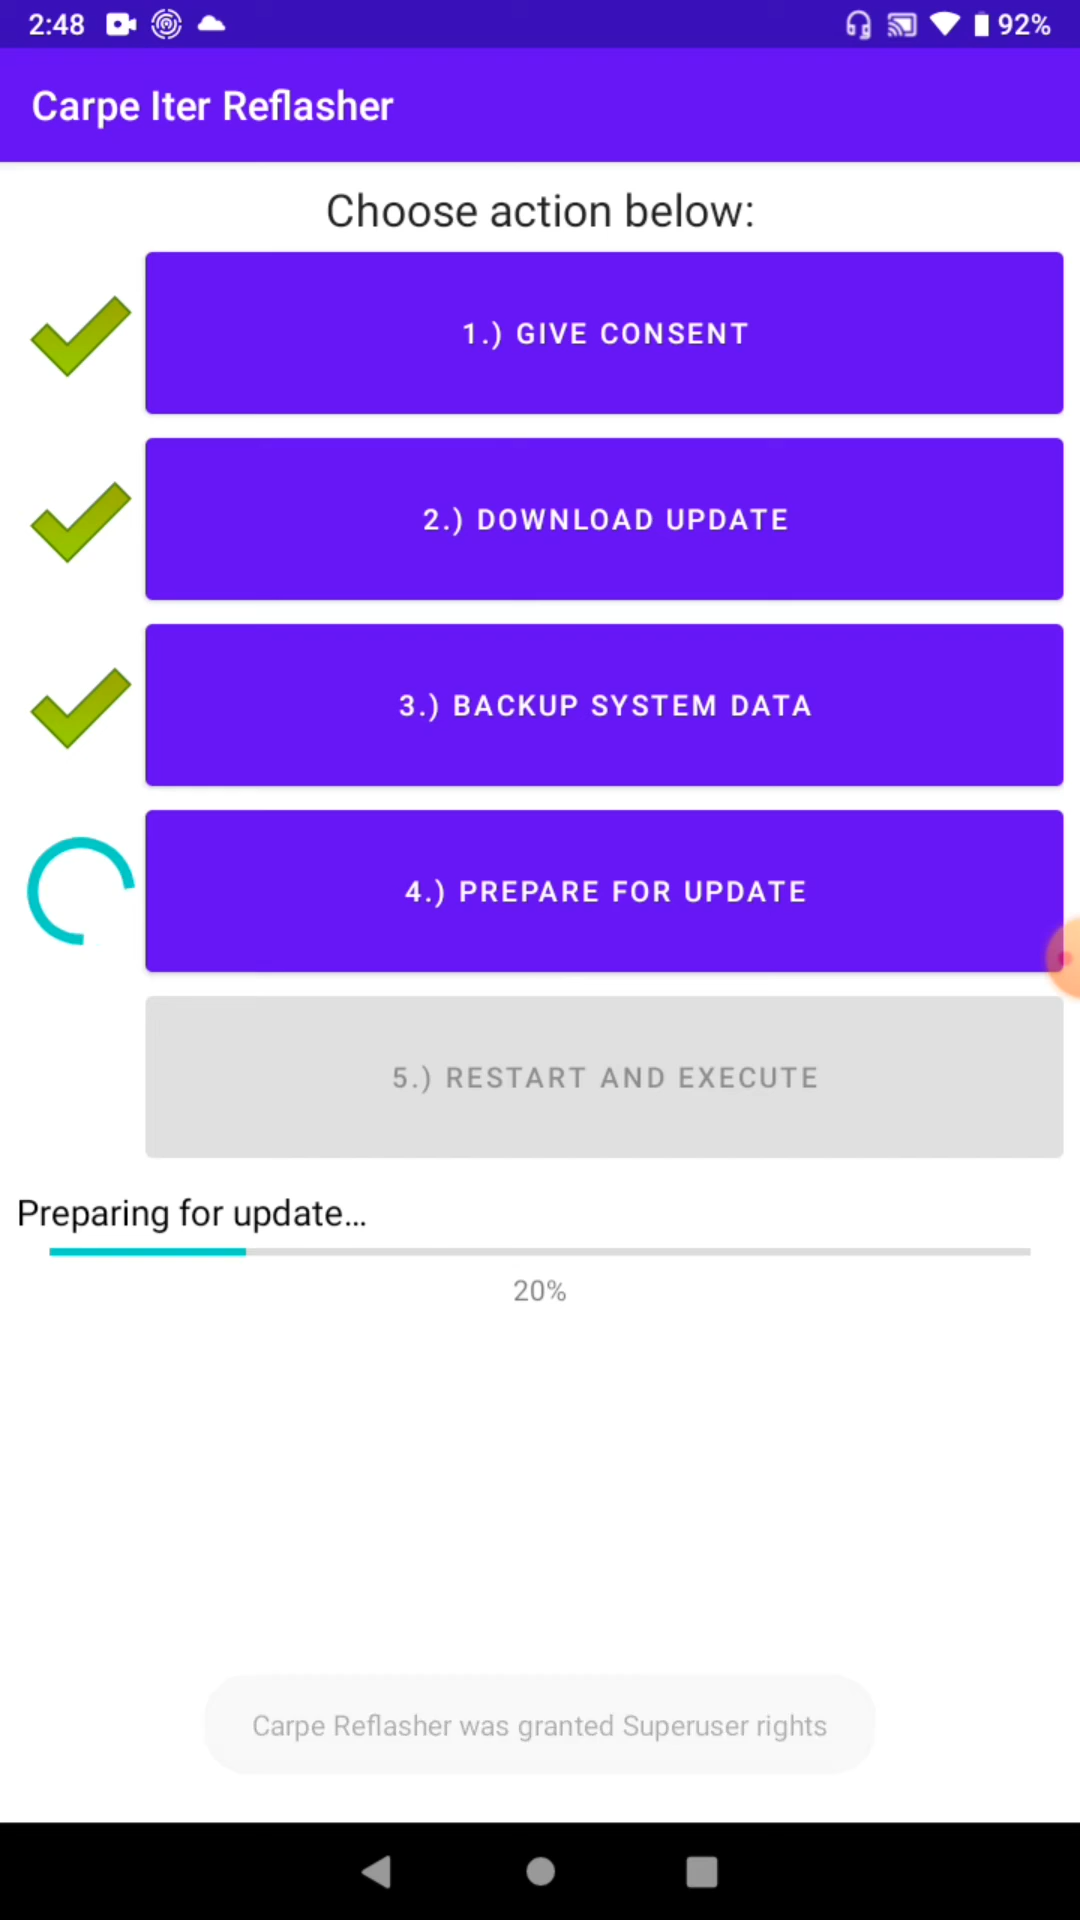 2:48
92%
Carpe Iter Reflasher
Choose action below:
1.) GIVE CONSENT
2.) DOWNLOAD UPDATE
3.) BACKUP SYSTEM DATA
4.) PREPARE FOR UPDATE
5.) RESTART AND EXECUTE
Preparing for update...
20%
Carpe Reflasher was granted Superuser rights